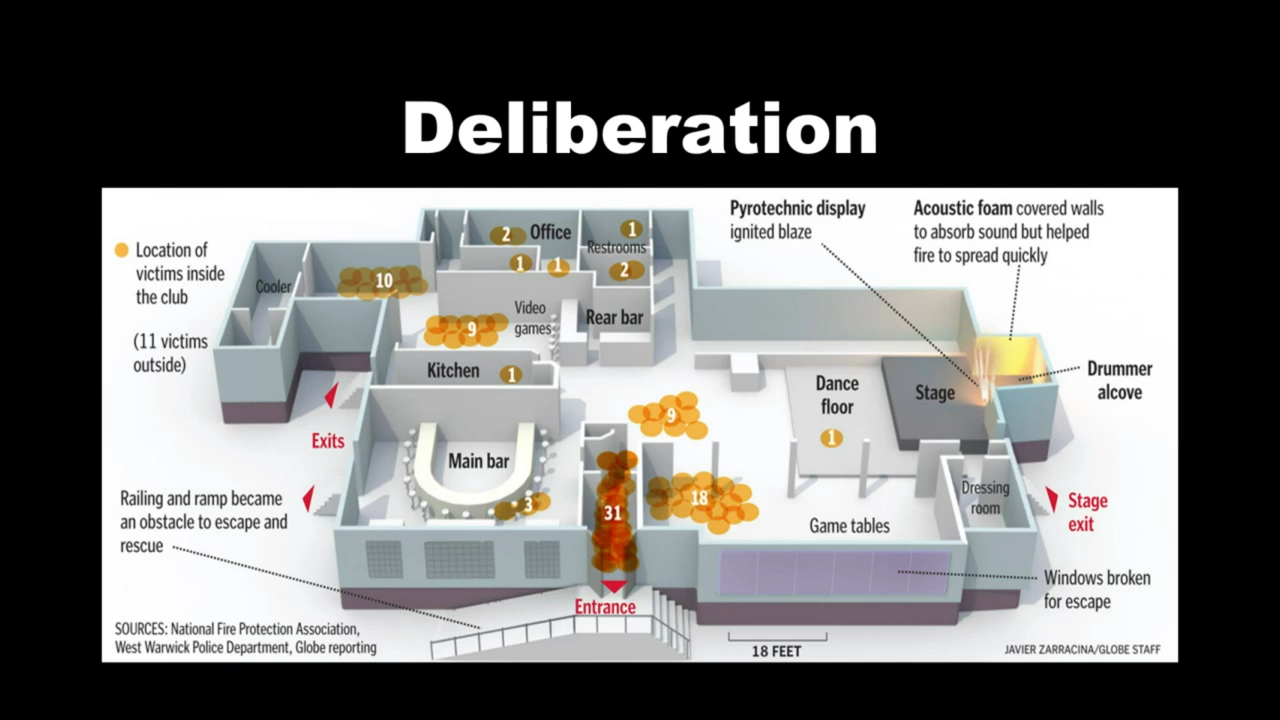 Deliberation
Pyrotechnic display
ignited blaze
Acoustic foam covered walls
to absorb sound but helped
fire to spread quickly
Location of
victims inside
the club
(11 victims
outside)
2
Office
1
Restrooms
1
1
2
Cooler
10
Video
games
Rear bar
9
Kitchen
1
Drummer
alcove
Dance
floor
Stage
1
9
Exits
Main bar
3
31
18
Dressing
room
Stage
exit
Game tables
Railing and ramp became
an obstacle to escape and
rescue
Windows broken
for escape
Entrance
SOURCES: National Fire Protection Association,
West Warwick Police Department, Globe reporting
18 FEET
JAVIER ZARRACINA/GLOBE STAFF